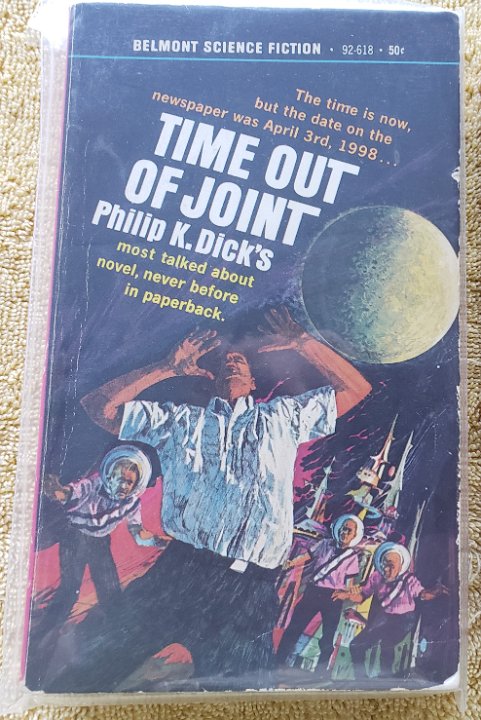 BELMONT SCIENCE FICTION • 92-618 • 50¢
The time is now,
but the date on the
newspaper was April 3rd, 1998...
TIME OUT
OF JOINT
Philip K. Dick's
most talked about
novel, never before
in paperback.